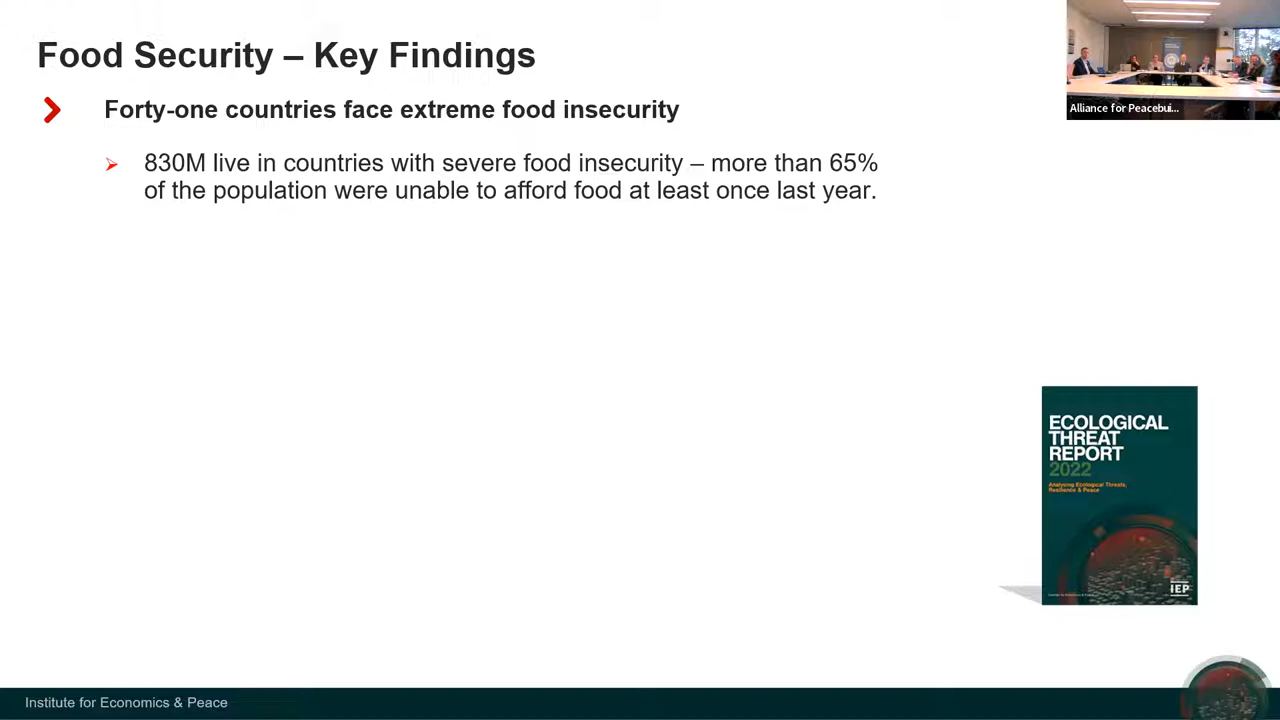 Food Security – Key Findings
Forty-one countries face extreme food insecurity
830M live in countries with severe food insecurity – more than 65%
of the population were unable to afford food at least once last year.
Alliance for Peacebui...
ECOLOGICAL
THREAT
REPORT
2022
Analysing Ecological Threats,
Resilience & Peace
IEP
Institute for Economics & Peace